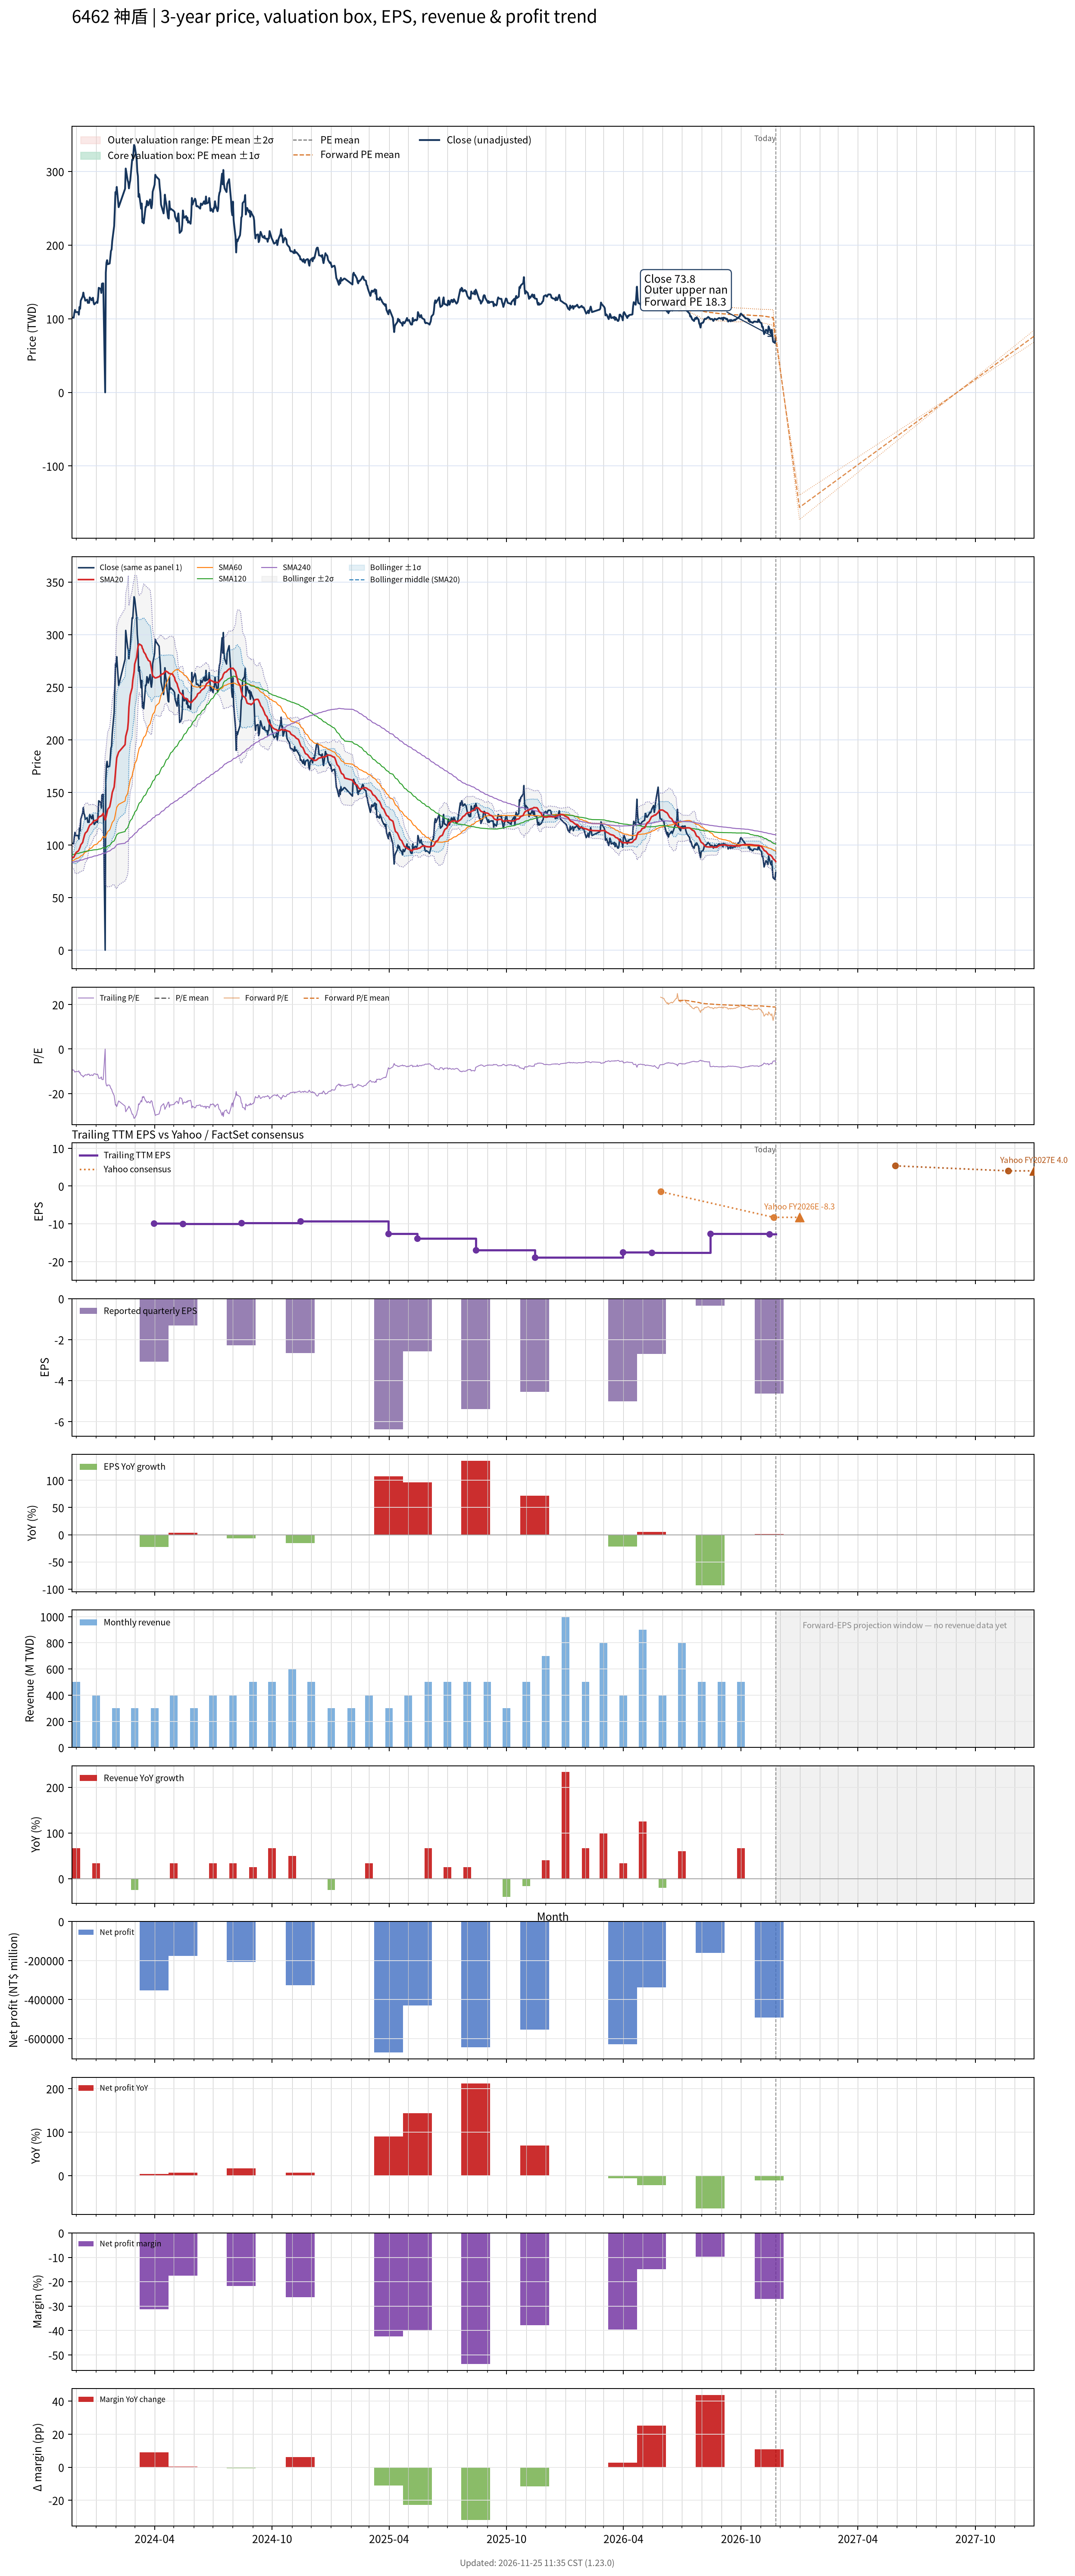 6462 神盾 | 3-year price, valuation box, EPS, revenue & profit trend
Outer valuation range: PE mean ±2σ
Core valuation box: PE mean ±1σ
PE mean
Forward PE mean
Close (unadjusted)
Today
300
200
100
0
-100
Price (TWD)
Close 73.8
Outer upper nan
Forward PE 18.3
Close (same as panel 1)
SMA20
SMA60
SMA120
SMA240
Bollinger ±2σ
Bollinger ±1σ
Bollinger middle (SMA20)
350
300
250
200
150
100
50
0
Price
Trailing P/E
P/E mean
Forward P/E
Forward P/E mean
20
0
-20
P/E
Trailing TTM EPS vs Yahoo / FactSet consensus
Trailing TTM EPS
Yahoo consensus
Today
Yahoo FY2027E 4.0
Yahoo FY2026E -8.3
10
0
-10
-20
EPS
Reported quarterly EPS
0
-2
-4
-6
EPS
EPS YoY growth
100
50
0
-50
-100
YoY (%)
Monthly revenue
Forward-EPS projection window — no revenue data yet
1000
800
600
400
200
0
Revenue (M TWD)
Revenue YoY growth
200
100
0
YoY (%)
Month
Net profit
0
-200000
-400000
-600000
Net profit (NT$ million)
Net profit YoY
200
100
0
YoY (%)
Net profit margin
0
-10
-20
-30
-40
-50
Margin (%)
Margin YoY change
40
20
0
-20
Δ margin (pp)
2024-04
2024-10
2025-04
2025-10
2026-04
2026-10
2027-04
2027-10
Updated: 2026-11-25 11:35 CST (1.23.0)